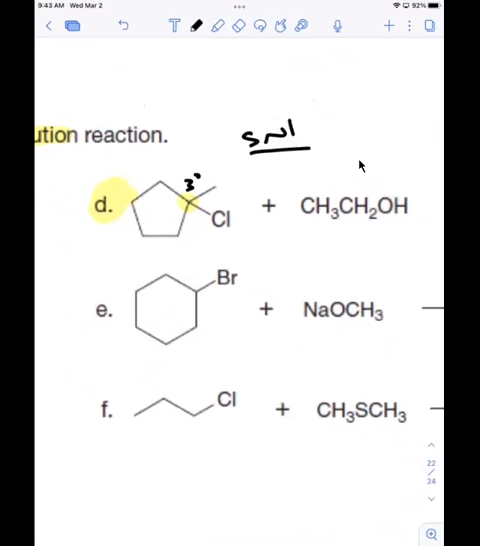 9:43 AM Wed Mar 2
92%
ution reaction.
SN1
3°
d.
Cl
+ CH₃CH₂OH
Br
e.
+ NaOCH₃
Cl
f.
+ CH₃SCH₃
22
/
24